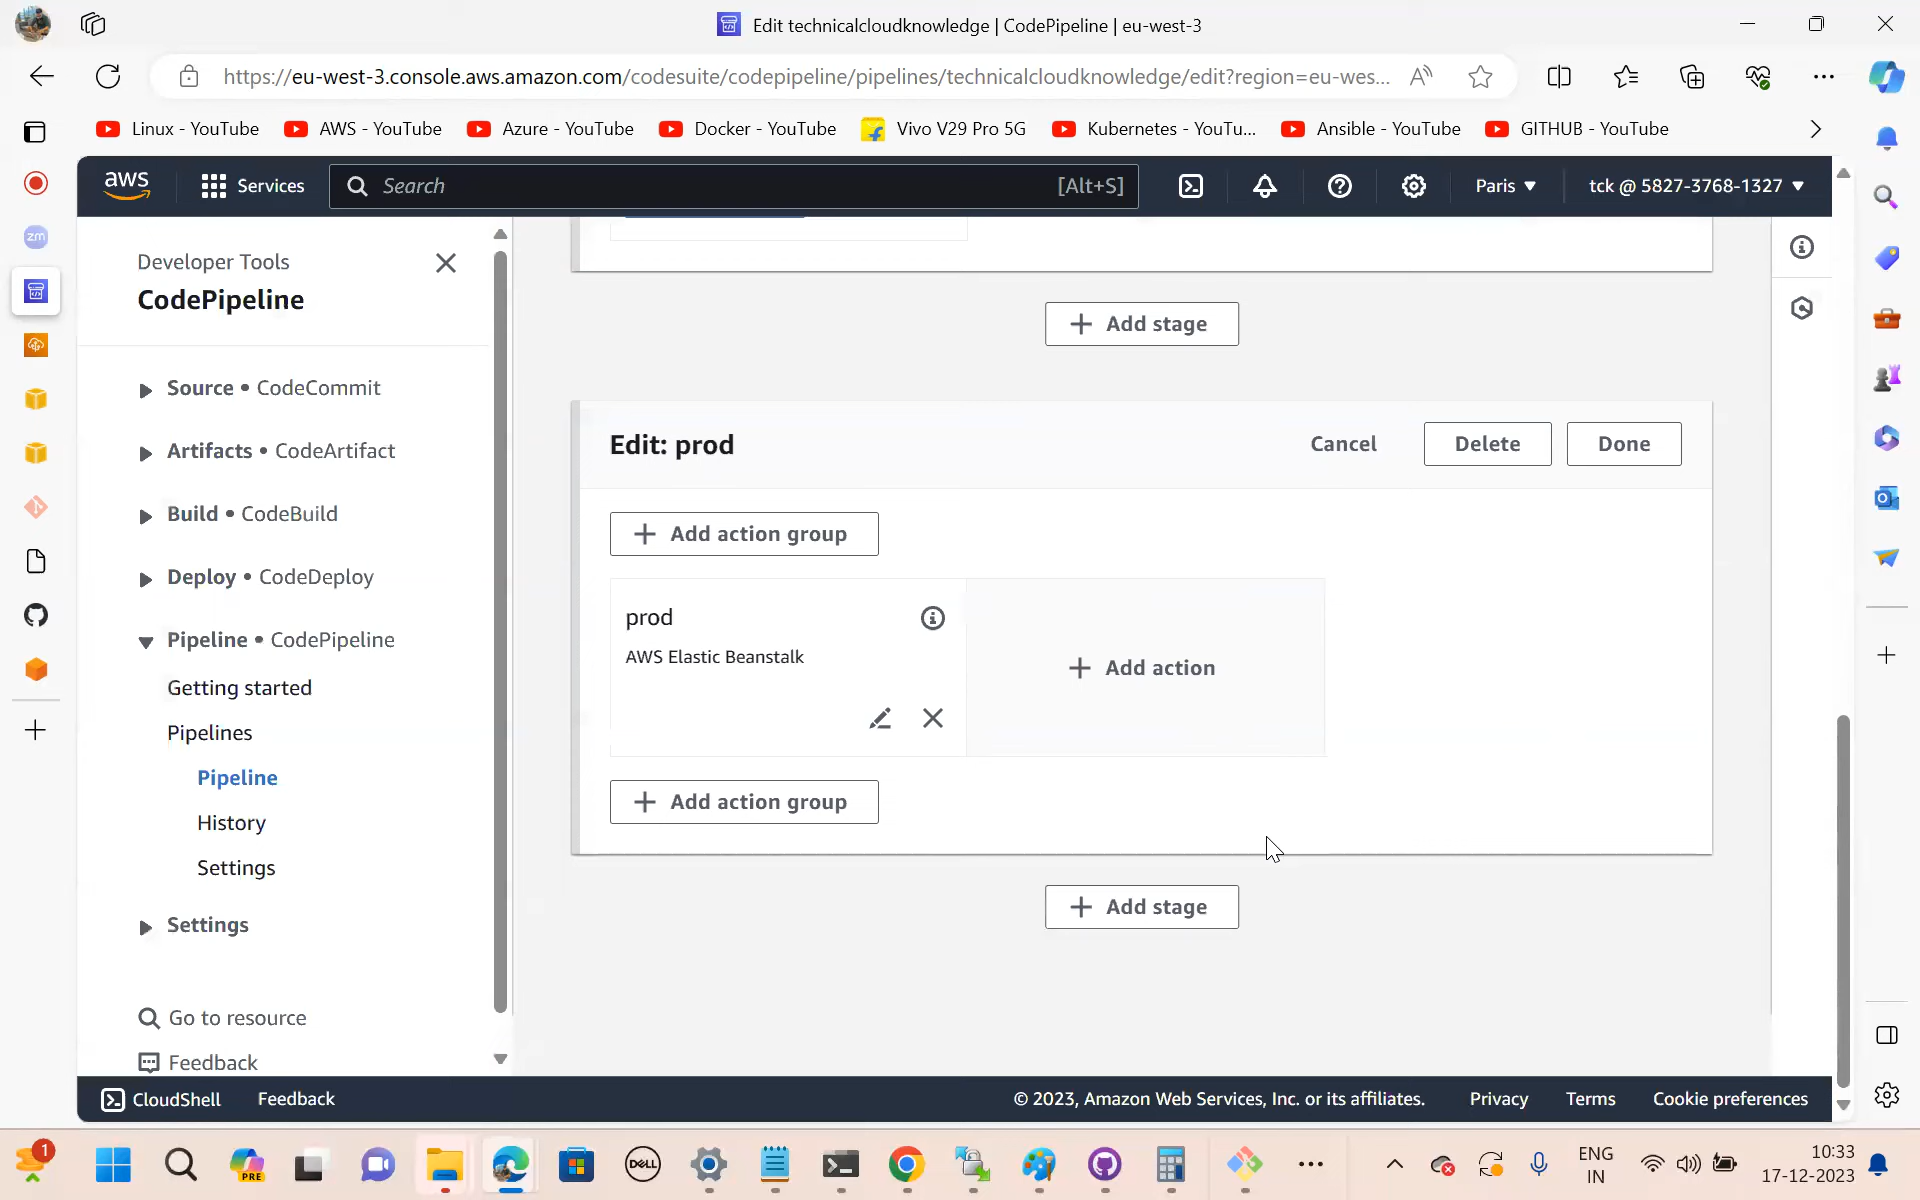 Edit technicalcloudknowledge | CodePipeline | eu-west-3
https://eu-west-3.console.aws.amazon.com/codesuite/codepipeline/pipelines/technicalcloudknowledge/edit?region=eu-wes...
Linux - YouTube
AWS - YouTube
Azure - YouTube
Docker - YouTube
Vivo V29 Pro 5G
Kubernetes - YouTu...
Ansible - YouTube
GITHUB - YouTube
aws
Services
Search
[Alt+S]
Paris
tck @ 5827-3768-1327
zm
Developer Tools
CodePipeline
Source • CodeCommit
Artifacts • CodeArtifact
Build • CodeBuild
Deploy • CodeDeploy
Pipeline • CodePipeline
Getting started
Pipelines
Pipeline
History
Settings
Settings
Go to resource
Feedback
Add stage
Edit: prod
Cancel
Delete
Done
Add action group
prod
AWS Elastic Beanstalk
Add action
Add action group
Add stage
CloudShell
Feedback
© 2023, Amazon Web Services, Inc. or its affiliates.
Privacy
Terms
Cookie preferences
1
PRE
DELL
ENG
IN
10:33
17-12-2023